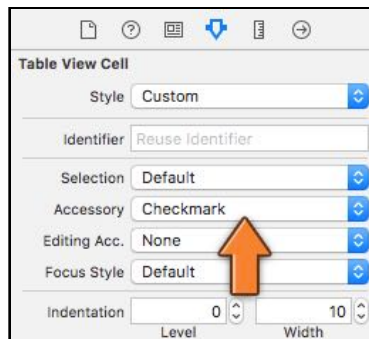 Table View Cell
Style Custom
Identifier Reuse Identifier
Selection Default
Accessory Checkmark
Editing Acc. None
Focus Style Default
Indentation 0 10
Level Width